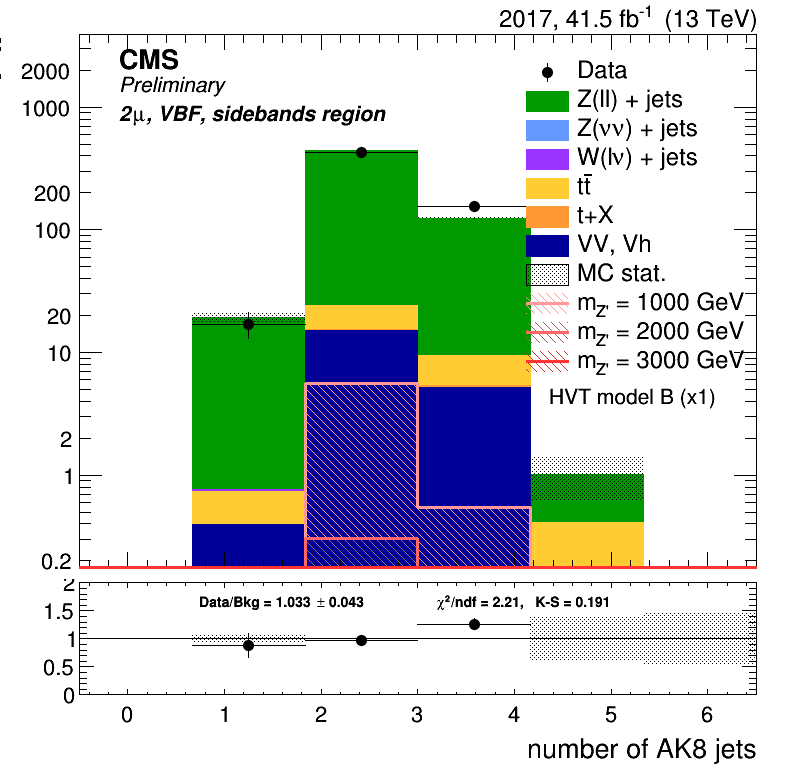 2017, 41.5 fb⁻¹ (13 TeV)
CMS
Preliminary
2μ, VBF, sidebands region
Data
Z(ll) + jets
Z(νν) + jets
W(lν) + jets
tt̄
t+X
VV, Vh
MC stat.
m_Z' = 1000 GeV
m_Z' = 2000 GeV
m_Z' = 3000 GeV
HVT model B (x1)
2000
1000
200
100
20
10
2
1
0.2
Data/Bkg = 1.033 ± 0.043
χ²/ndf = 2.21, K-S = 0.191
2
1.5
1
0.5
0
0 1 2 3 4 5 6
number of AK8 jets